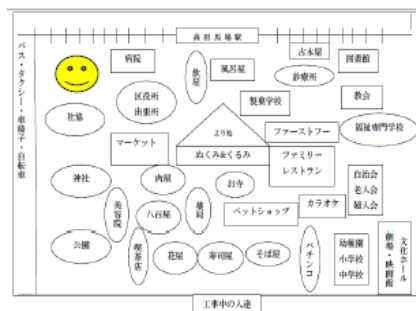 高田馬場駅
バス・タクシー・車椅子・自転車
病院
飲屋
風呂屋
古本屋
図書館
診療所
社協
区役所
出張所
製菓学校
教会
より処
ファーストフー
福祉専門学校
マーケット
ぬくみ&くるみ
ファミリー
レストラン
神社
肉屋
お寺
自治会
老人会
婦人会
美容院
八百屋
薬局
ペットショップ
カラオケ
公園
喫茶店
花屋
寿司屋
そば屋
パチンコ
幼稚園
小学校
中学校
文化ホール
劇場・映画館
工事中の人達